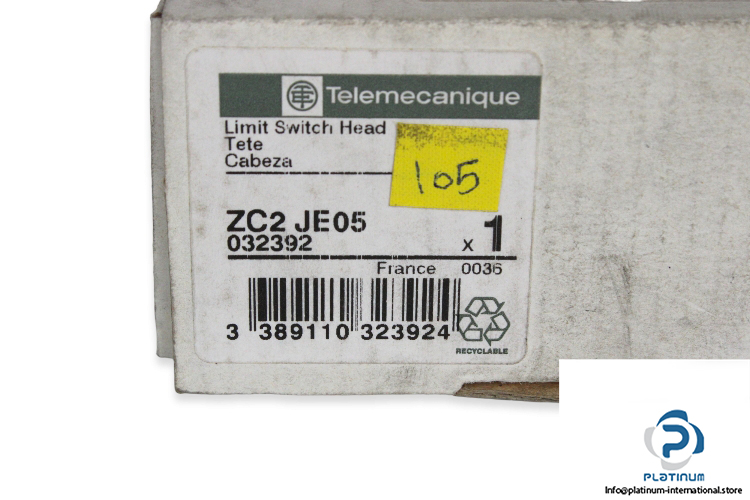 Telemecanique
Limit Switch Head
Tete
Cabeza
105
ZC2 JE05
032392
x 1
France 0036
3 389110 323924
RECYCLABLE
PLATINUM
Info@platinum-international.store